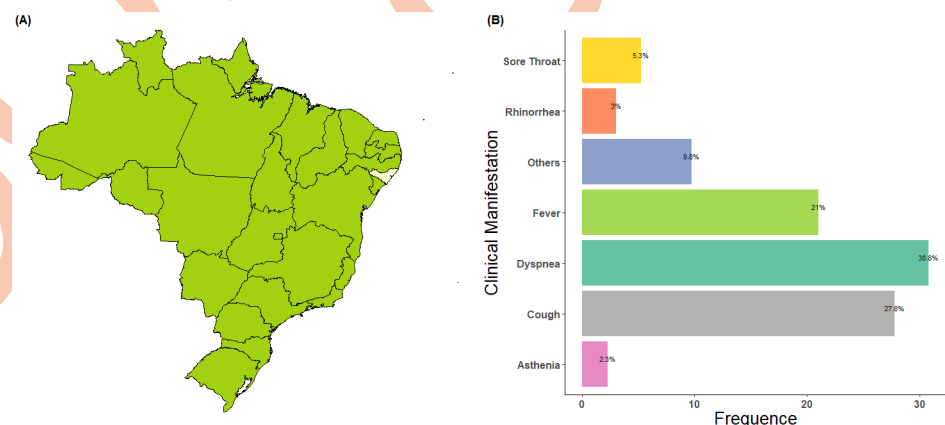 (A)
(B)
Clinical Manifestation
Sore Throat
5.3%
Rhinorrhea
3%
Others
9.8%
Fever
21%
Dyspnea
30.8%
Cough
27.8%
Asthenia
2.3%
0 10 20 30
Frequence